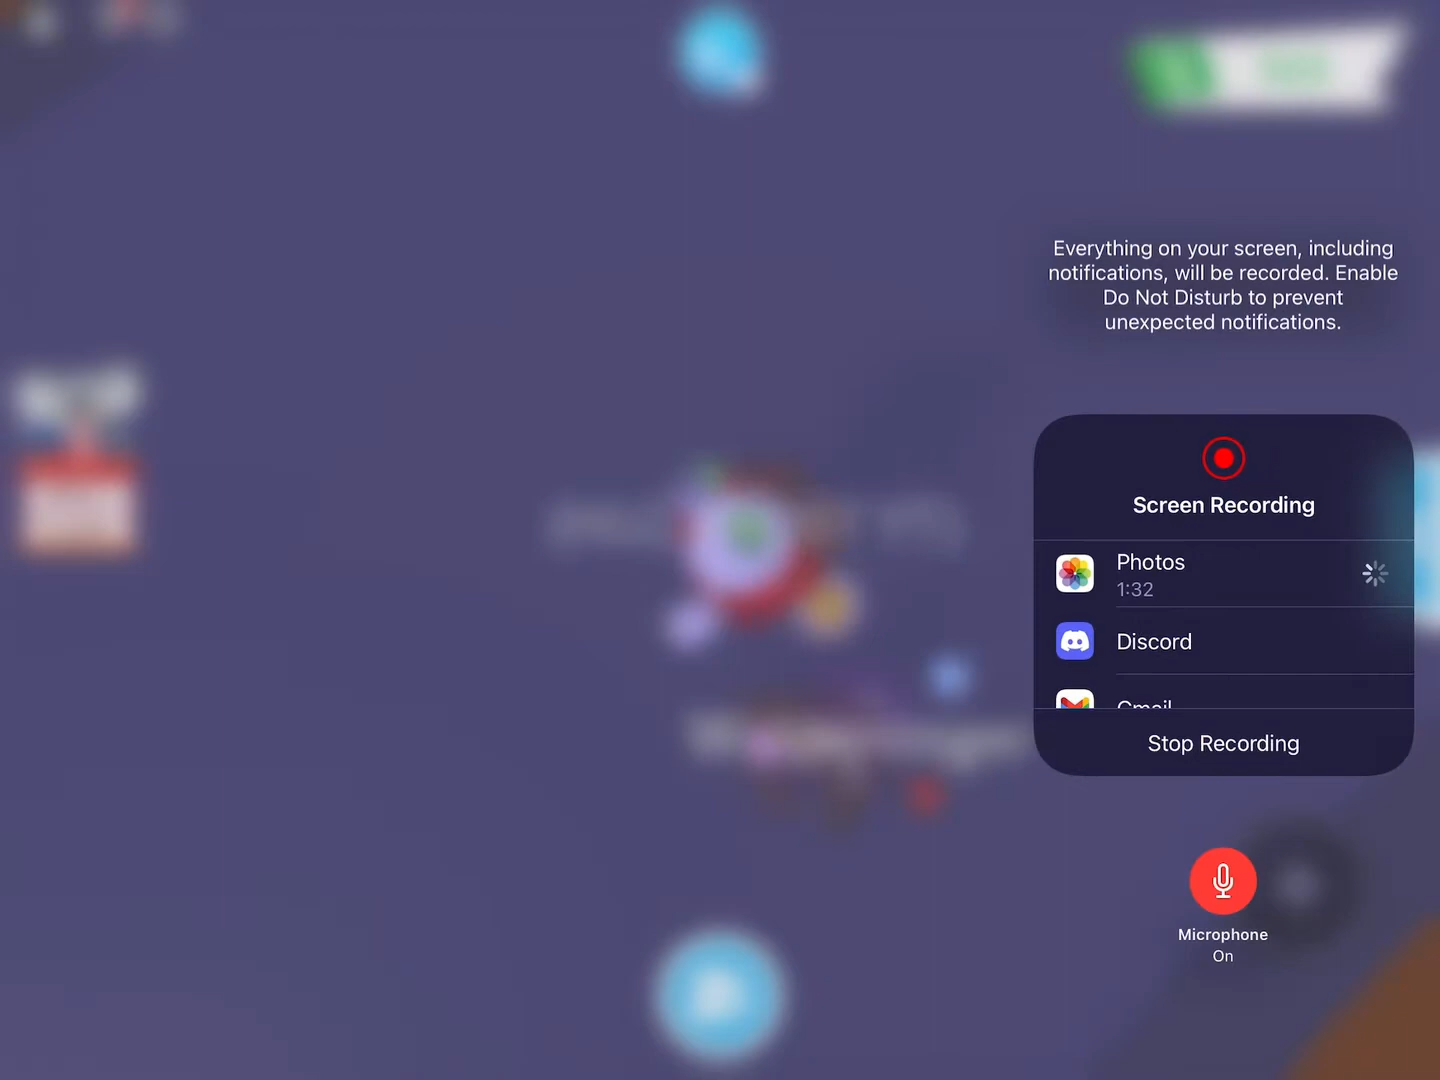 Everything on your screen, including
notifications, will be recorded. Enable
Do Not Disturb to prevent
unexpected notifications.
Screen Recording
Photos
1:32
Discord
Gmail
Stop Recording
Microphone
On